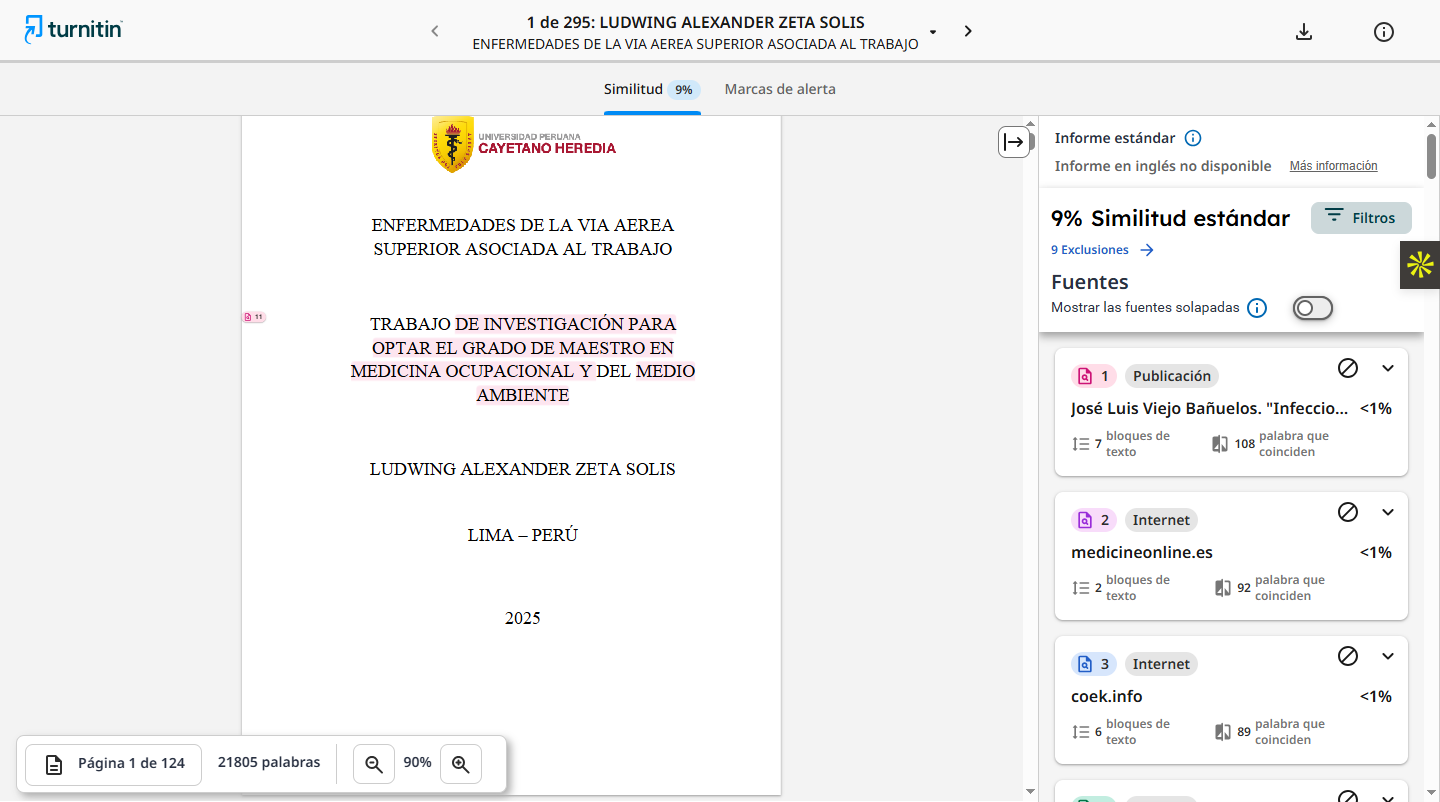 turnitin
1 de 295: LUDWING ALEXANDER ZETA SOLIS
ENFERMEDADES DE LA VIA AEREA SUPERIOR ASOCIADA AL TRABAJO
Similitud 9% Marcas de alerta
UNIVERSIDAD PERUANA
CAYETANO HEREDIA
ENFERMEDADES DE LA VIA AEREA
SUPERIOR ASOCIADA AL TRABAJO
11
TRABAJO DE INVESTIGACIÓN PARA
OPTAR EL GRADO DE MAESTRO EN
MEDICINA OCUPACIONAL Y DEL MEDIO
AMBIENTE
LUDWING ALEXANDER ZETA SOLIS
LIMA – PERÚ
2025
Página 1 de 124 21805 palabras 90%
Informe estándar
Informe en inglés no disponible Más información
9% Similitud estándar Filtros
9 Exclusiones
Fuentes
Mostrar las fuentes solapadas
1 Publicación
José Luis Viejo Bañuelos. "Infeccio... <1%
7 bloques de texto 108 palabra que coinciden
2 Internet
medicineonline.es <1%
2 bloques de texto 92 palabra que coinciden
3 Internet
coek.info <1%
6 bloques de texto 89 palabra que coinciden